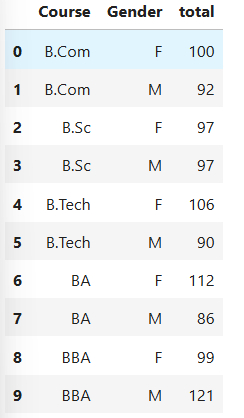 Course Gender total
0 B.Com F 100
1 B.Com M 92
2 B.Sc F 97
3 B.Sc M 97
4 B.Tech F 106
5 B.Tech M 90
6 BA F 112
7 BA M 86
8 BBA F 99
9 BBA M 121